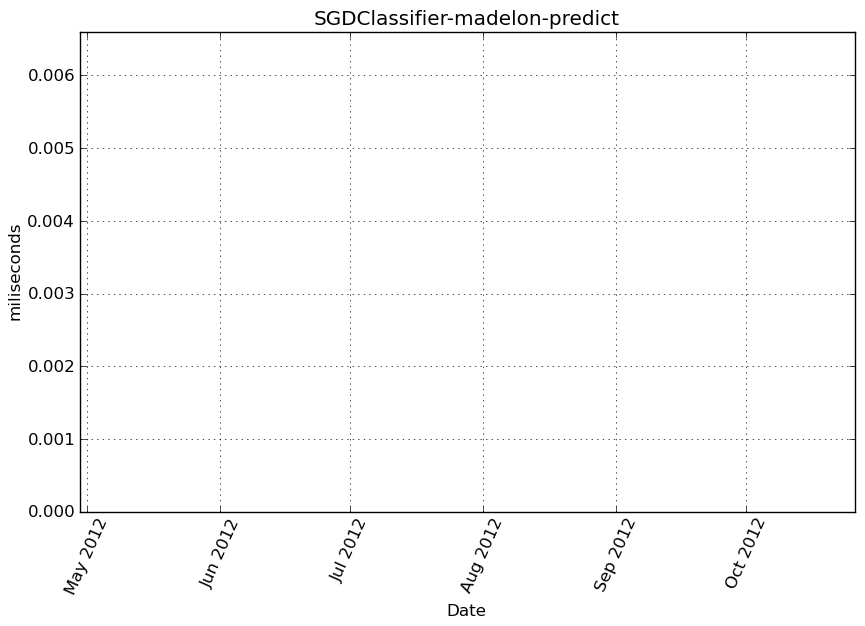 SGDClassifier-madelon-predict
0.006
0.005
0.004
0.003
0.002
0.001
0.000
miliseconds
May 2012
Jun 2012
Jul 2012
Aug 2012
Sep 2012
Oct 2012
Date